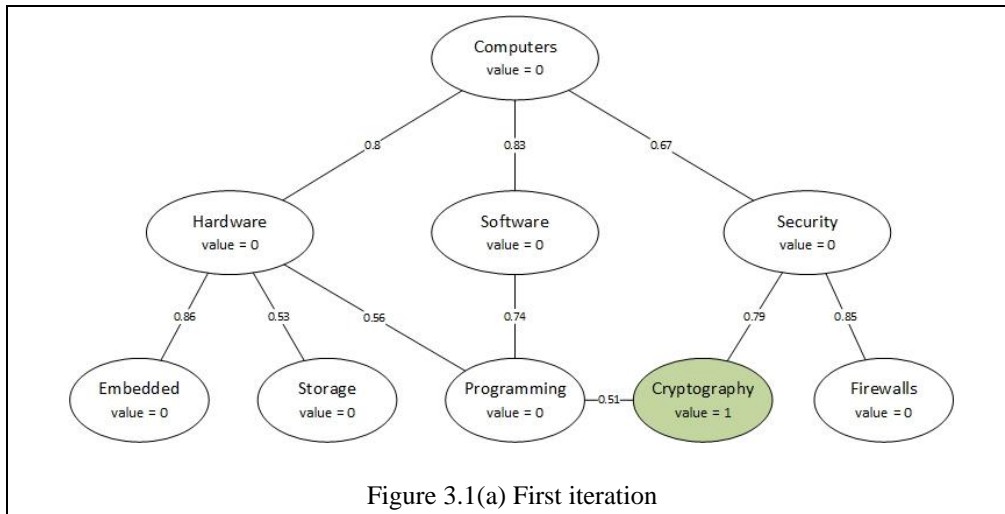 Computers
value = 0
0.8
0.83
0.67
Hardware
value = 0
Software
value = 0
Security
value = 0
0.86
0.53
0.56
0.74
0.79
0.85
Embedded
value = 0
Storage
value = 0
Programming
value = 0
0.51
Cryptography
value = 1
Firewalls
value = 0
Figure 3.1(a) First iteration